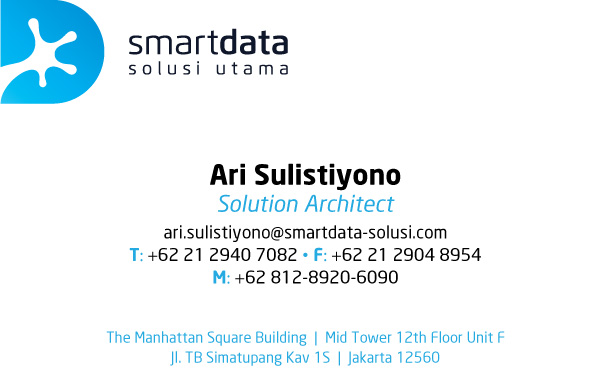 smartdata
solusi utama
Ari Sulistiyono
Solution Architect
ari.sulistiyono@smartdata-solusi.com
T: +62 21 2940 7082 • F: +62 21 2904 8954
M: +62 812-8920-6090
The Manhattan Square Building | Mid Tower 12th Floor Unit F
Jl. TB Simatupang Kav 1S | Jakarta 12560